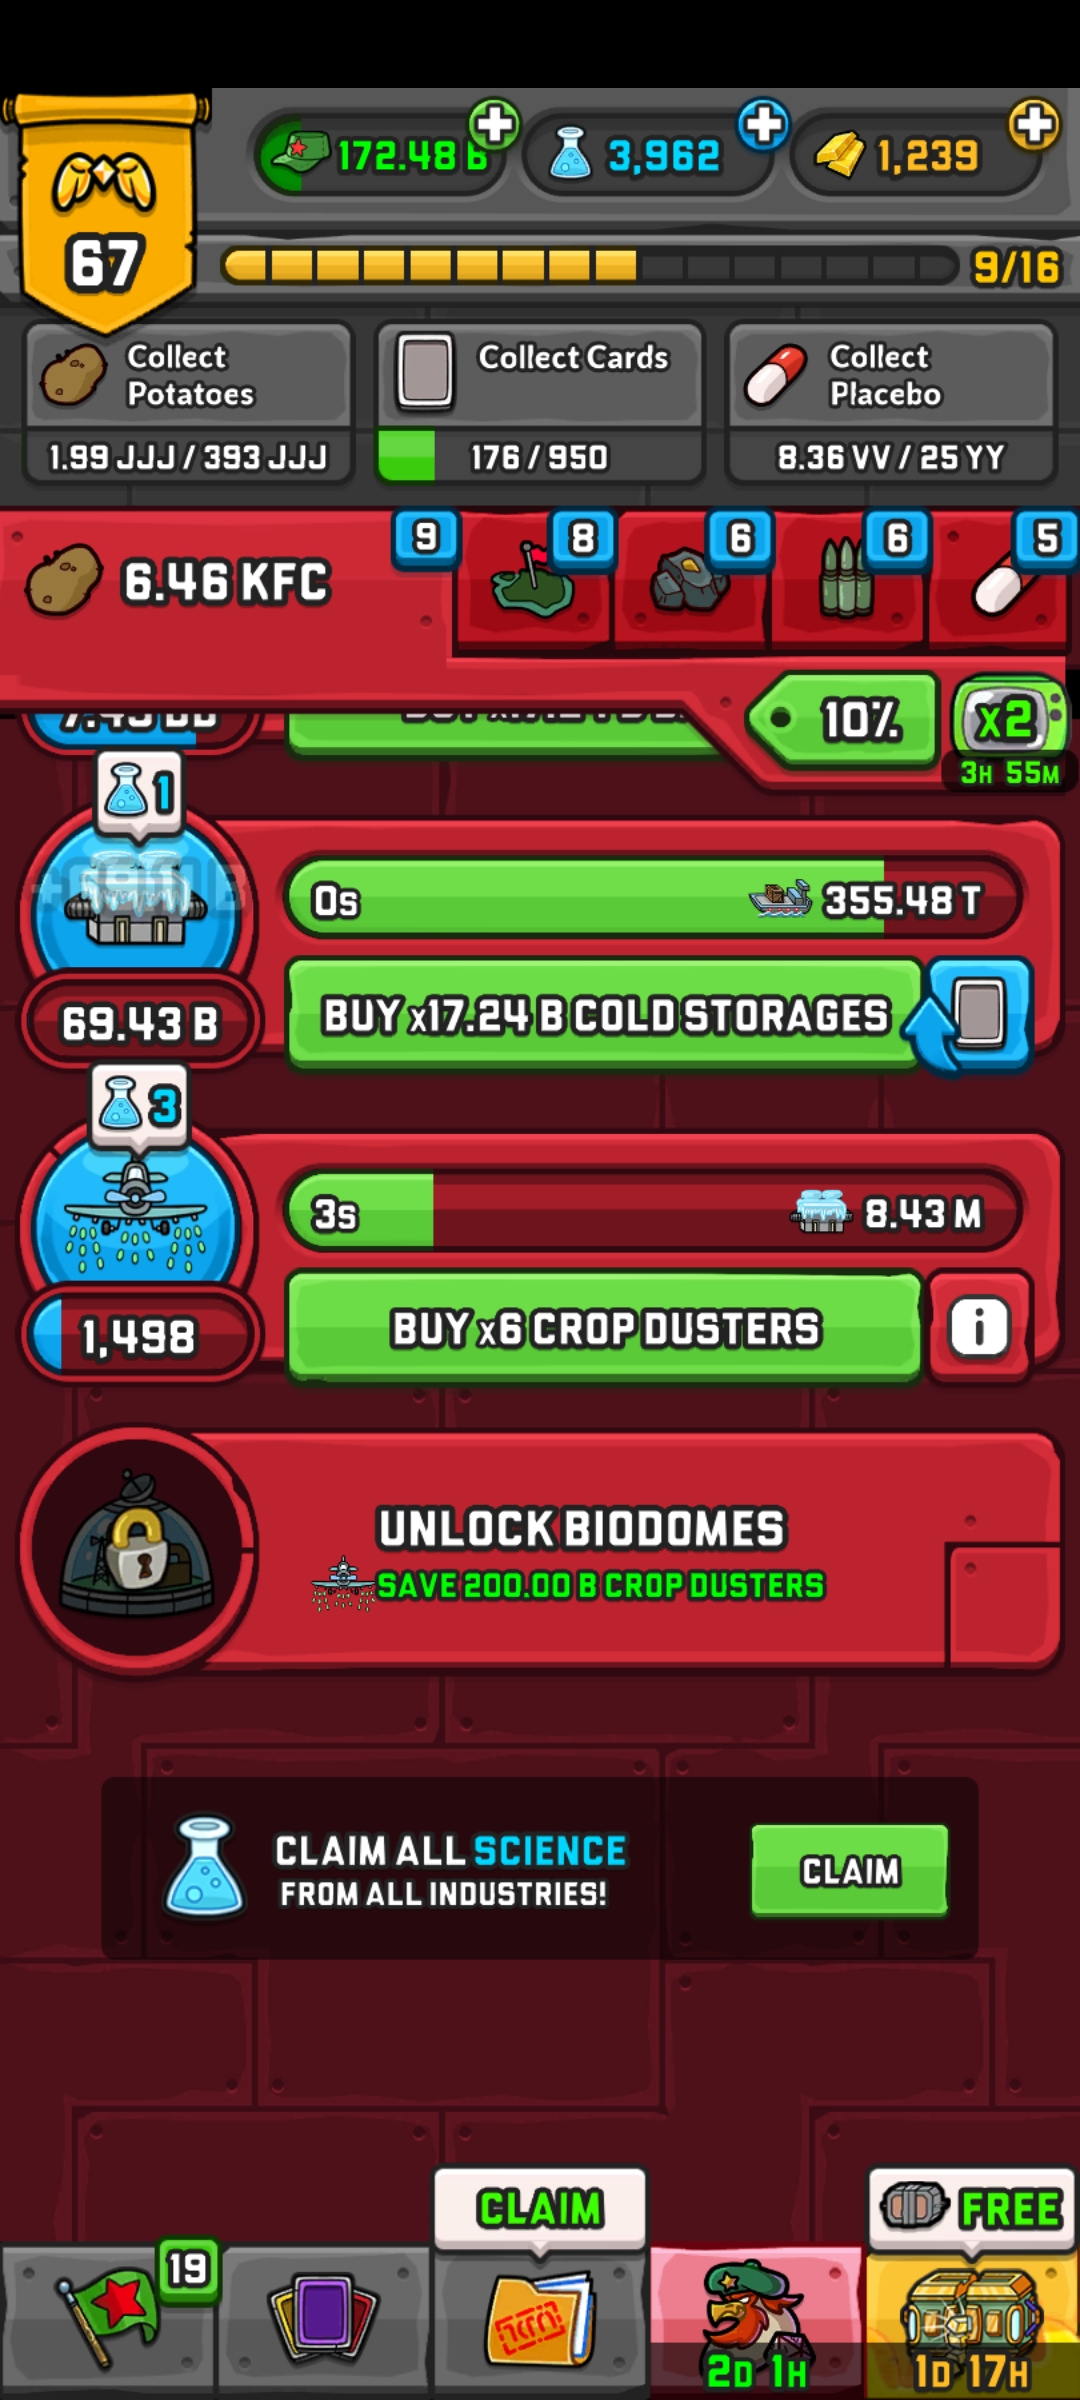 172.48 B
3,962
1,239
67
9/16
Collect
Potatoes
1.99 JJJ / 393 JJJ
Collect Cards
176 / 950
Collect
Placebo
8.36 VV / 25 YY
6.46 KFC
9
8
6
6
5
10%
x2
3H 55M
1
0s
355.48 T
69.43 B
BUY x17.24 B COLD STORAGES
3
3s
8.43 M
1,498
BUY x6 CROP DUSTERS
i
UNLOCK BIODOMES
SAVE 200.00 B CROP DUSTERS
CLAIM ALL SCIENCE
FROM ALL INDUSTRIES!
CLAIM
CLAIM
FREE
19
2D 1H
1D 17H